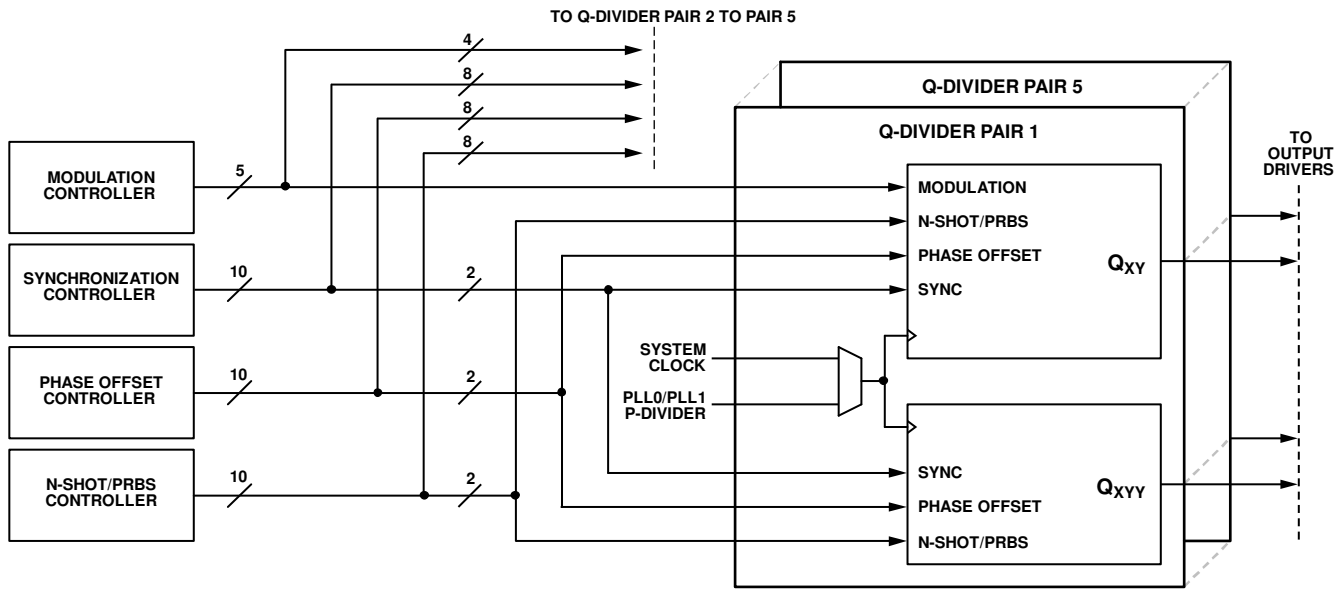 TO Q-DIVIDER PAIR 2 TO PAIR 5
4
8
8
8
Q-DIVIDER PAIR 5
Q-DIVIDER PAIR 1
TO
OUTPUT
DRIVERS
MODULATION
CONTROLLER
5
SYNCHRONIZATION
CONTROLLER
10
2
PHASE OFFSET
CONTROLLER
10
2
N-SHOT/PRBS
CONTROLLER
10
2
MODULATION
N-SHOT/PRBS
PHASE OFFSET
SYNC
QXY
SYSTEM
CLOCK
PLL0/PLL1
P-DIVIDER
SYNC
PHASE OFFSET
N-SHOT/PRBS
QXYY